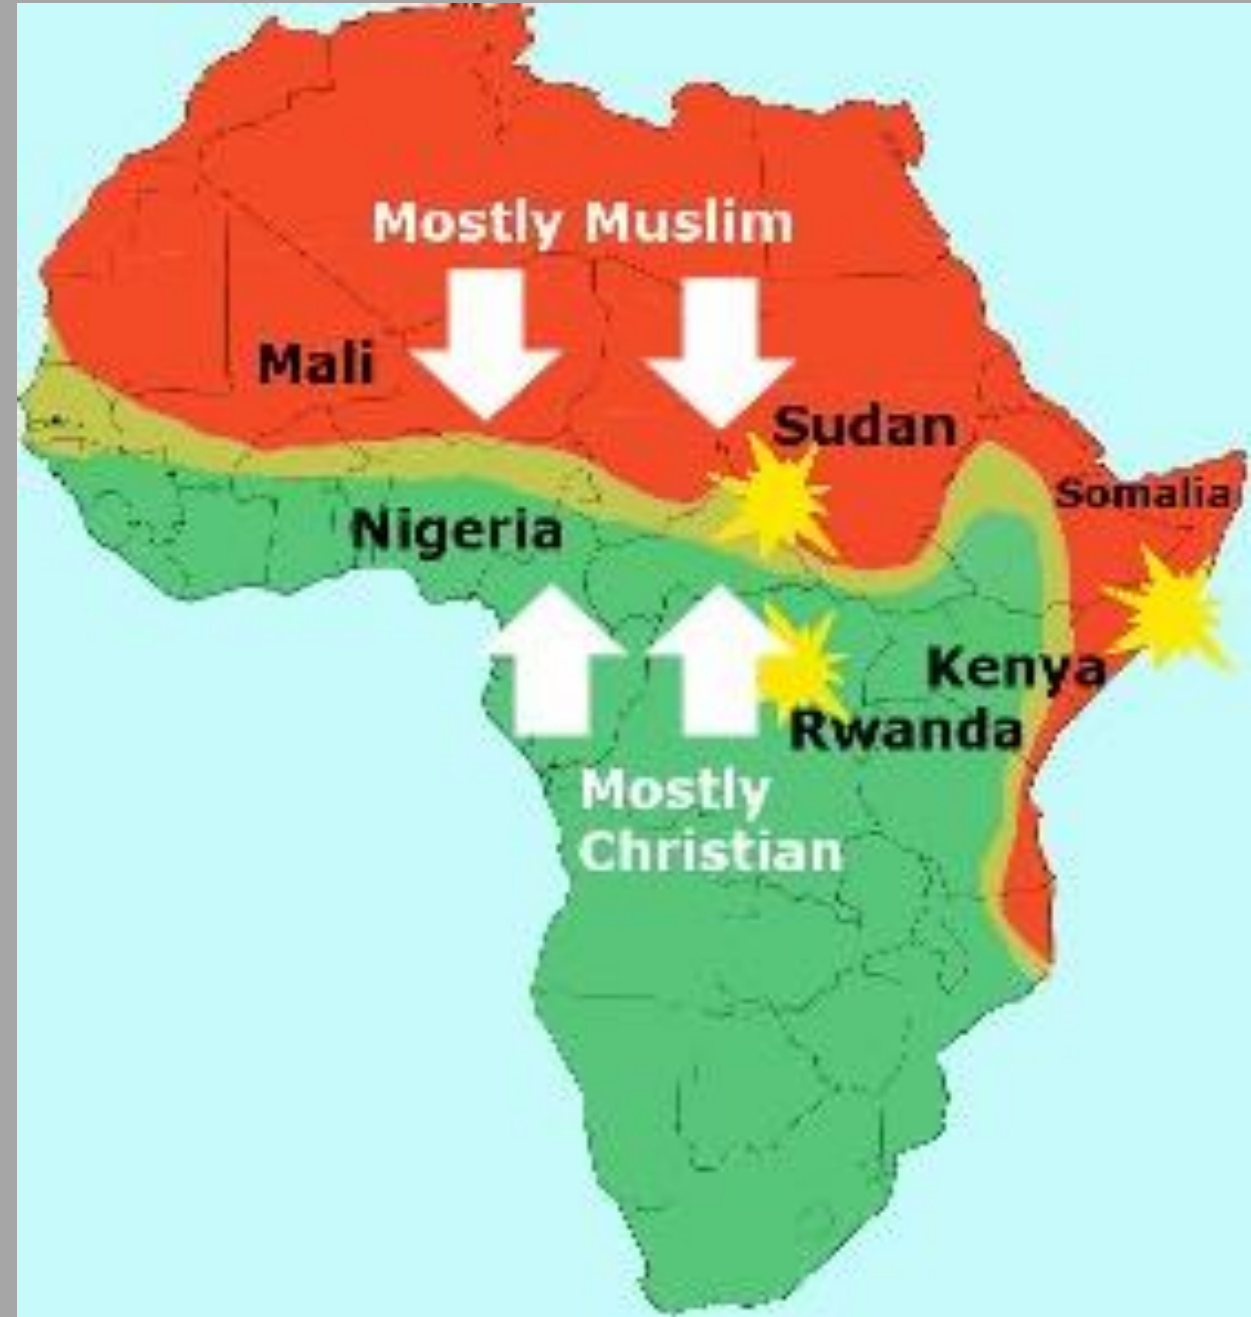 Mostly Muslim
Mali
Sudan
Somalia
Nigeria
Kenya
Rwanda
Mostly
Christian